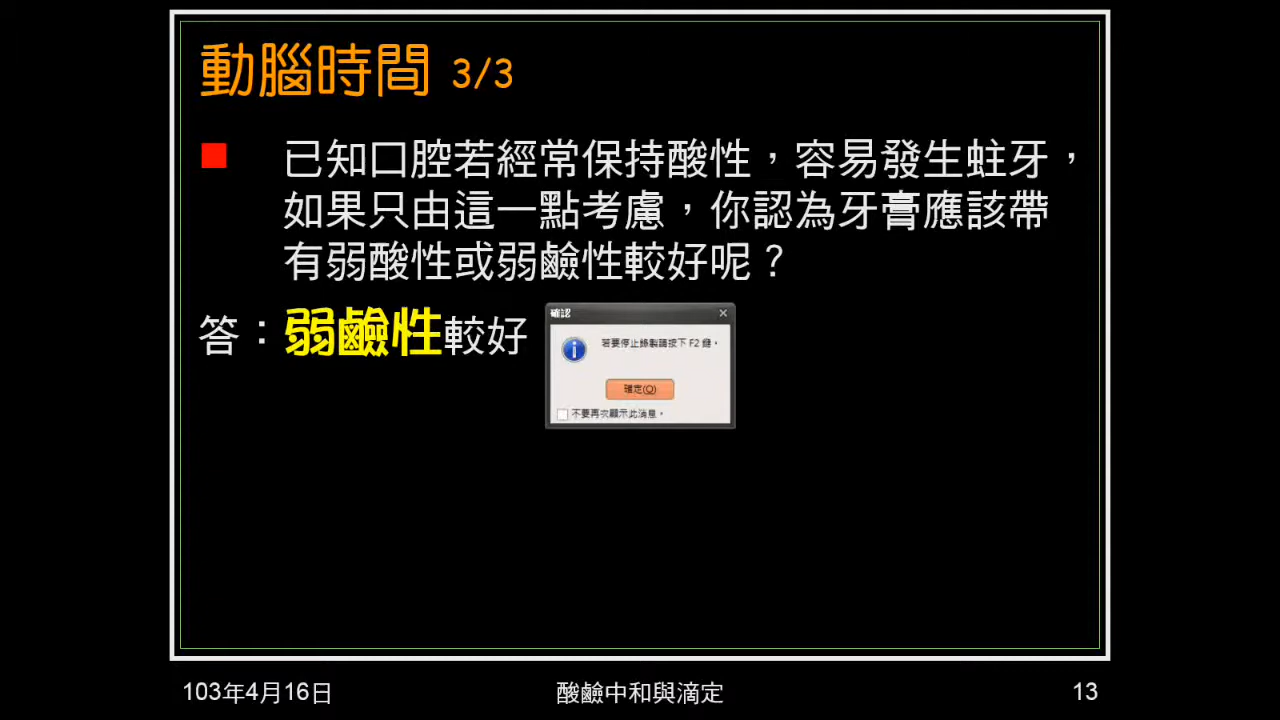 動腦時間 3/3
已知口腔若經常保持酸性，容易發生蛀牙，
如果只由這一點考慮，你認為牙膏應該帶
有弱酸性或弱鹼性較好呢？
答：弱鹼性較好
確認
若要停止錄製請按下 F2 鍵。
確定(O)
不要再次顯示此消息。
103年4月16日
酸鹼中和與滴定
13